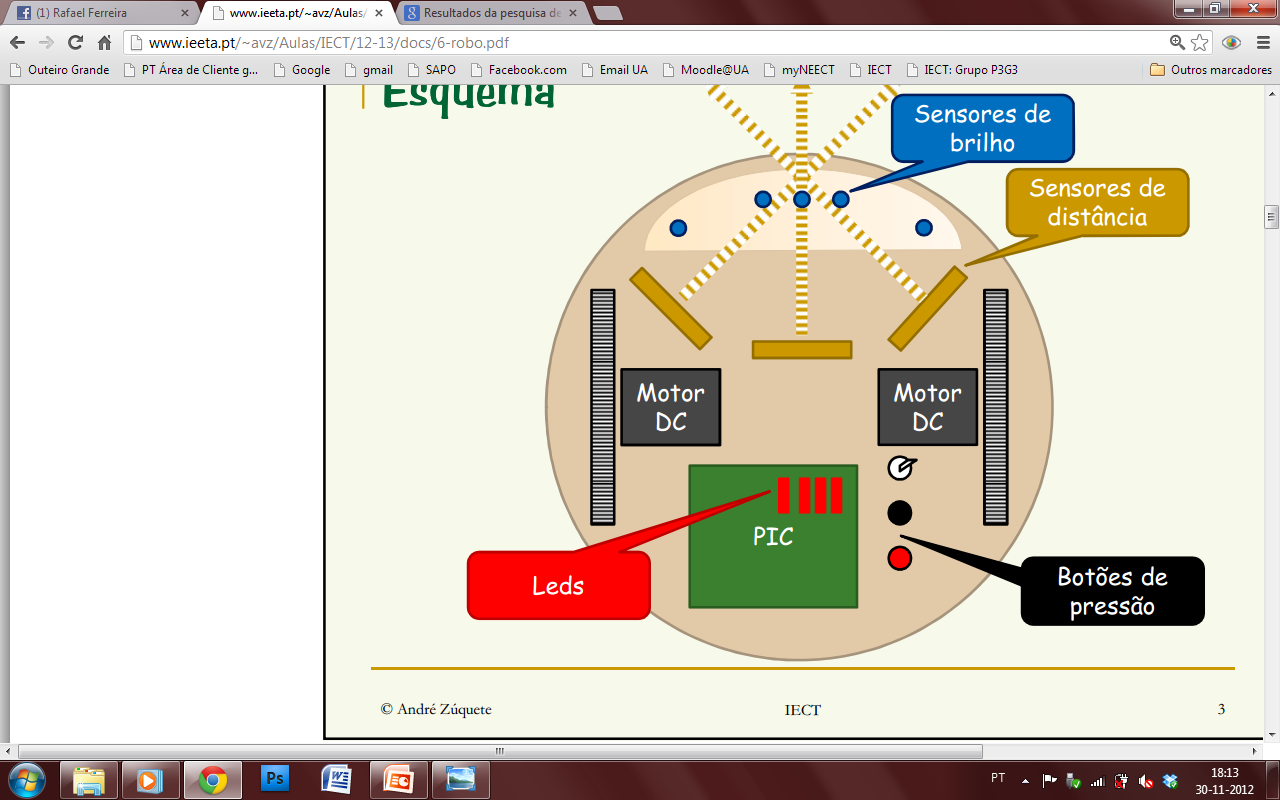 (1) Rafael Ferreira
www.ieeta.pt/~avz/Aulas/
Resultados da pesquisa de
www.ieeta.pt/~avz/Aulas/IECT/12-13/docs/6-robo.pdf
Outeiro Grande
PT Área de Cliente g...
Google
gmail
SAPO
Facebook.com
Email UA
Moodle@UA
myNEECT
IECT
IECT: Grupo P3G3
Outros marcadores
Esquema
Sensores de
brilho
Sensores de
distância
Motor
DC
Motor
DC
PIC
Leds
Botões de
pressão
© André Zúquete
IECT
3
Ps
PT
18:13
30-11-2012